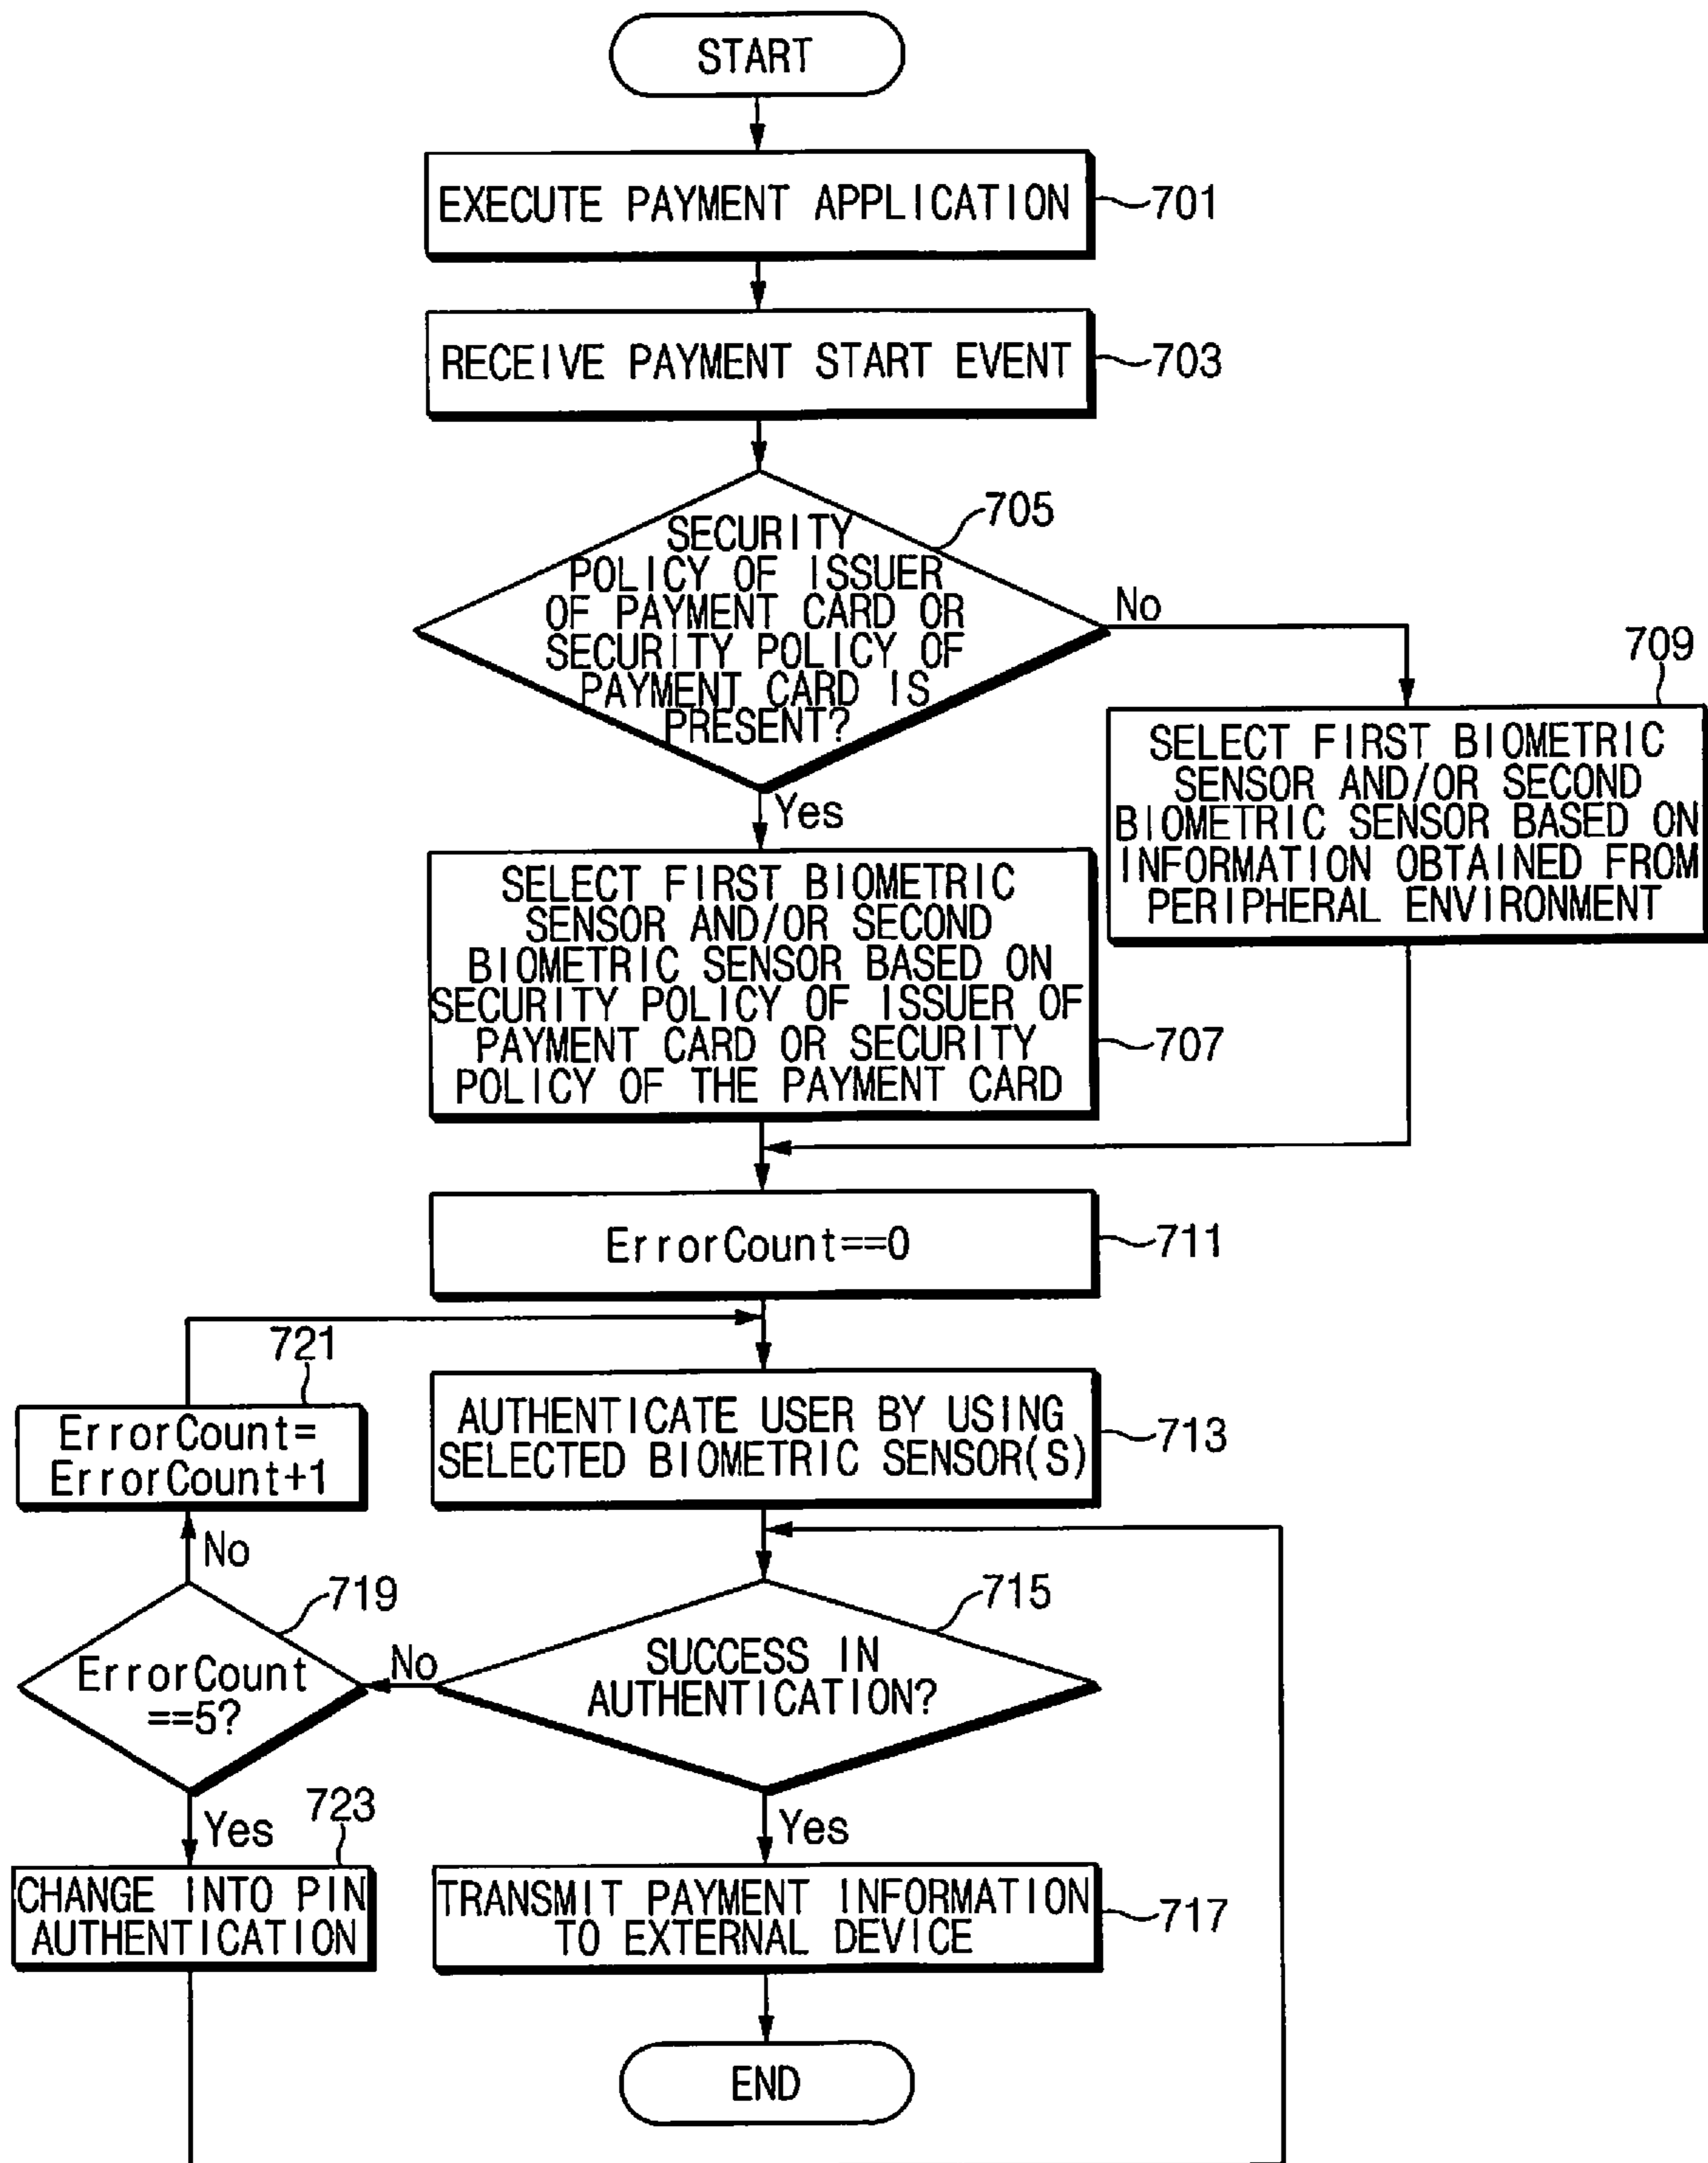 START
EXECUTE PAYMENT APPLICATION
701
RECEIVE PAYMENT START EVENT
703
705
SECURITY
POLICY OF ISSUER
OF PAYMENT CARD OR
SECURITY POLICY OF
PAYMENT CARD IS
PRESENT?
No
Yes
709
SELECT FIRST BIOMETRIC
SENSOR AND/OR SECOND
BIOMETRIC SENSOR BASED ON
INFORMATION OBTAINED FROM
PERIPHERAL ENVIRONMENT
SELECT FIRST BIOMETRIC
SENSOR AND/OR SECOND
BIOMETRIC SENSOR BASED ON
SECURITY POLICY OF ISSUER OF
PAYMENT CARD OR SECURITY
POLICY OF THE PAYMENT CARD
707
ErrorCount==0
711
721
ErrorCount=
ErrorCount+1
AUTHENTICATE USER BY USING
SELECTED BIOMETRIC SENSOR(S)
713
No
719
ErrorCount
==5?
No
715
SUCCESS IN
AUTHENTICATION?
Yes
723
Yes
CHANGE INTO PIN
AUTHENTICATION
TRANSMIT PAYMENT INFORMATION
TO EXTERNAL DEVICE
717
END